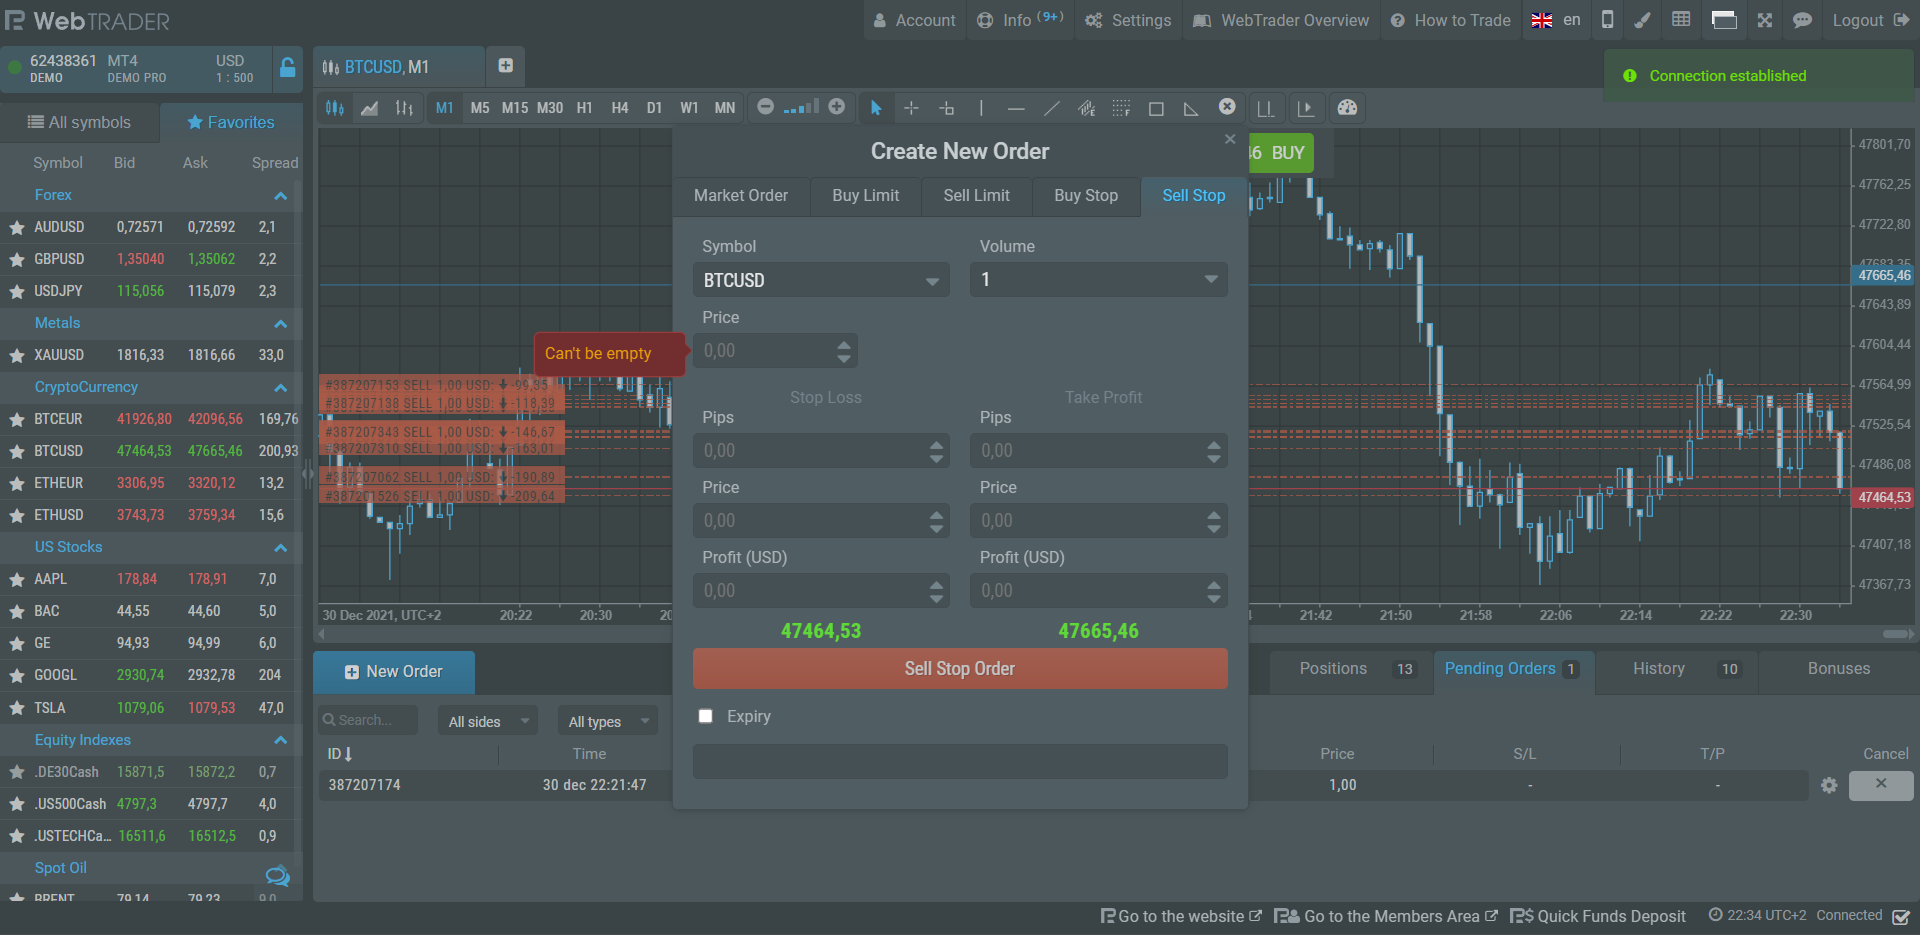 WebTRADER
Account
Info (9+)
Settings
WebTrader Overview
How to Trade
en
Logout
62438361 MT4 USD
DEMO DEMO PRO 1 : 500
BTCUSD, M1
Connection established
M1 M5 M15 M30 H1 H4 D1 W1 MN
All symbols
Favorites
Symbol Bid Ask Spread
Forex
AUDUSD 0,72571 0,72592 2,1
GBPUSD 1,35040 1,35062 2,2
USDJPY 115,056 115,079 2,3
Metals
XAUUSD 1816,33 1816,66 33,0
CryptoCurrency
BTCEUR 41926,80 42096,56 169,76
BTCUSD 47464,53 47665,46 200,93
ETHEUR 3306,95 3320,12 13,2
ETHUSD 3743,73 3759,34 15,6
US Stocks
AAPL 178,84 178,91 7,0
BAC 44,55 44,60 5,0
GE 94,93 94,99 6,0
GOOGL 2930,74 2932,78 204
TSLA 1079,06 1079,53 47,0
Equity Indexes
.DE30Cash 15871,5 15872,2 0,7
.US500Cash 4797,3 4797,7 4,0
.USTECHCa... 16511,6 16512,5 0,9
Spot Oil
BRENT 79,14 79,23 9,0
#387207153 SELL 1,00 USD: -99,35
#387207138 SELL 1,00 USD: -118,39
#387207343 SELL 1,00 USD: -146,67
#387207310 SELL 1,00 USD: -163,01
#387207062 SELL 1,00 USD: -190,89
#387201526 SELL 1,00 USD: -209,64
30 Dec 2021, UTC+2 20:22 20:30
Create New Order
Market Order
Buy Limit
Sell Limit
Buy Stop
Sell Stop
Symbol Volume
BTCUSD 1
Price
Can't be empty
0,00
Stop Loss Take Profit
Pips Pips
0,00 0,00
Price Price
0,00 0,00
Profit (USD) Profit (USD)
0,00 0,00
47464,53 47665,46
Sell Stop Order
Expiry
46 BUY
47801,70
47762,25
47722,80
47683,35
47665,46
47643,89
47604,44
47564,99
47525,54
47486,08
47464,53
47407,18
47367,73
21:42 21:50 21:58 22:06 22:14 22:22 22:30
New Order
Positions 13
Pending Orders 1
History 10
Bonuses
Search... All sides All types
ID Time Price S/L T/P Cancel
387207174 30 dec 22:21:47 1,00 - -
Go to the website
Go to the Members Area
Quick Funds Deposit
22:34 UTC+2 Connected